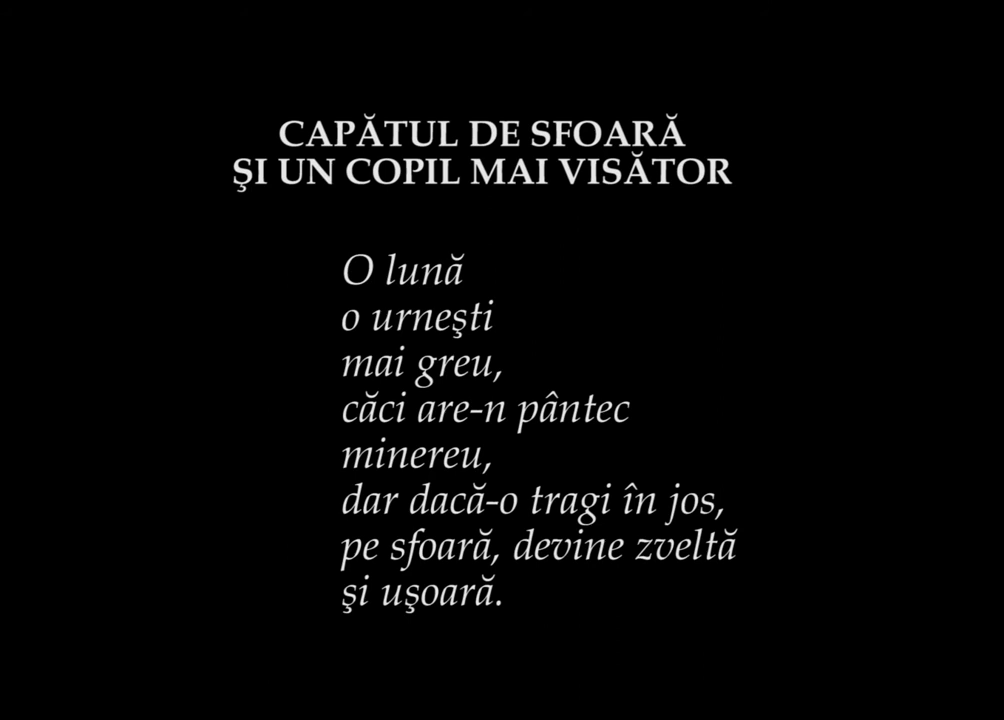 CAPĂTUL DE SFOARĂ
ŞI UN COPIL MAI VISĂTOR
O lună
o urneşti
mai greu,
căci are-n pântec
minereu,
dar dacă-o tragi în jos,
pe sfoară, devine zveltă
şi uşoară.